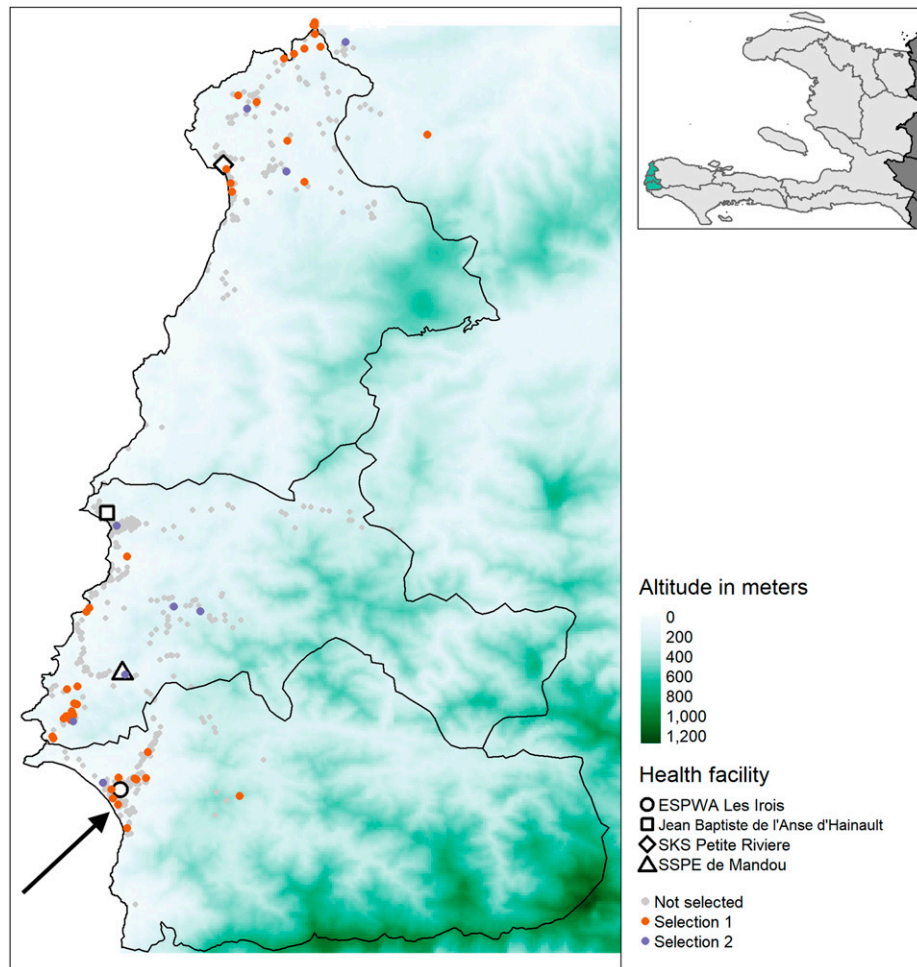 Altitude in meters
0
200
400
600
800
1,000
1,200
Health facility
ESPWA Les Irois
Jean Baptiste de l'Anse d'Hainault
SKS Petite Riviere
SSPE de Mandou
Not selected
Selection 1
Selection 2